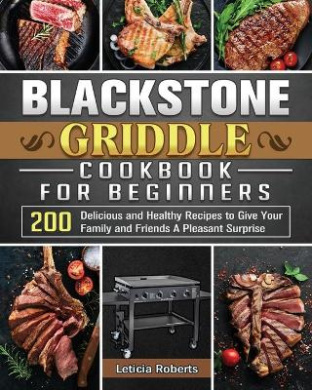 BLACKSTONE
GRIDDLE
COOKBOOK
FOR BEGINNERS
200
Delicious and Healthy Recipes to Give Your
Family and Friends A Pleasant Surprise
Leticia Roberts